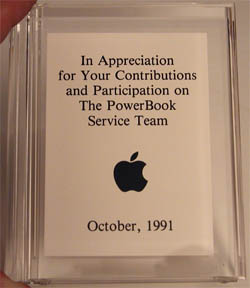 In Appreciation
for Your Contributions
and Participation on
The PowerBook
Service Team
October, 1991